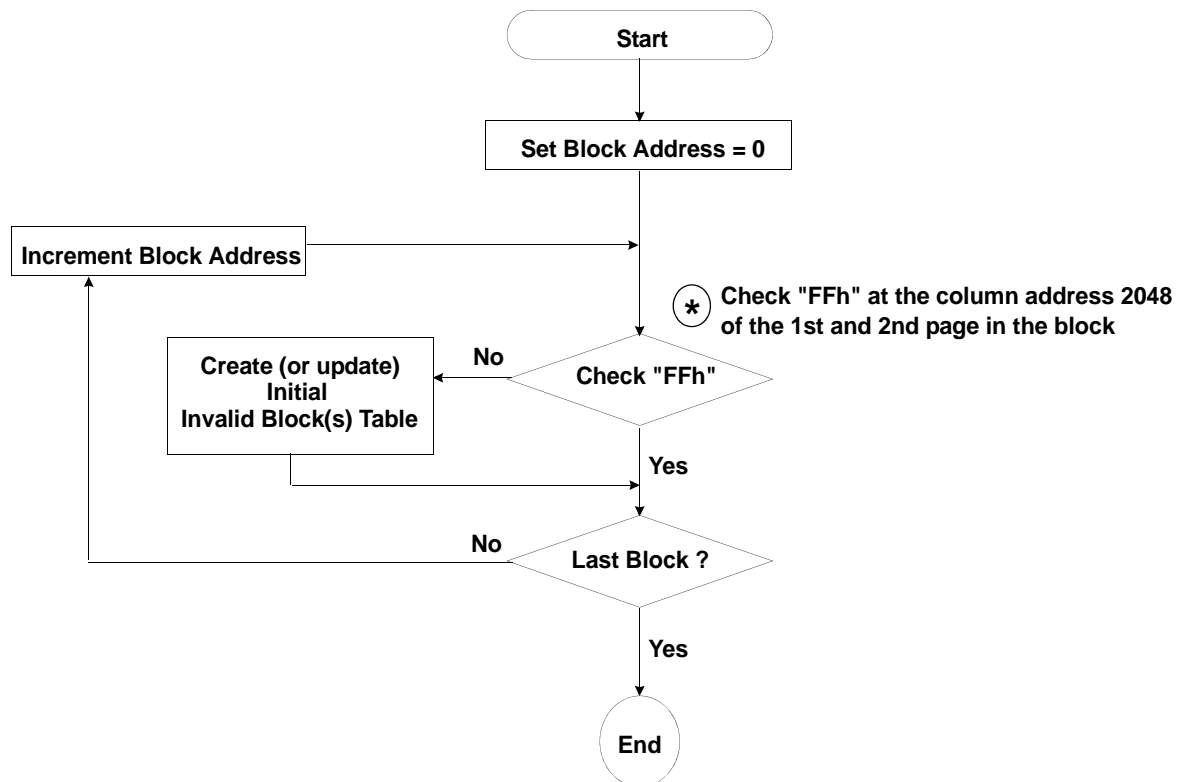 Start
Set Block Address = 0
Increment Block Address
* Check "FFh" at the column address 2048
of the 1st and 2nd page in the block
No
Check "FFh"
Create (or update)
Initial
Invalid Block(s) Table
Yes
No
Last Block ?
Yes
End